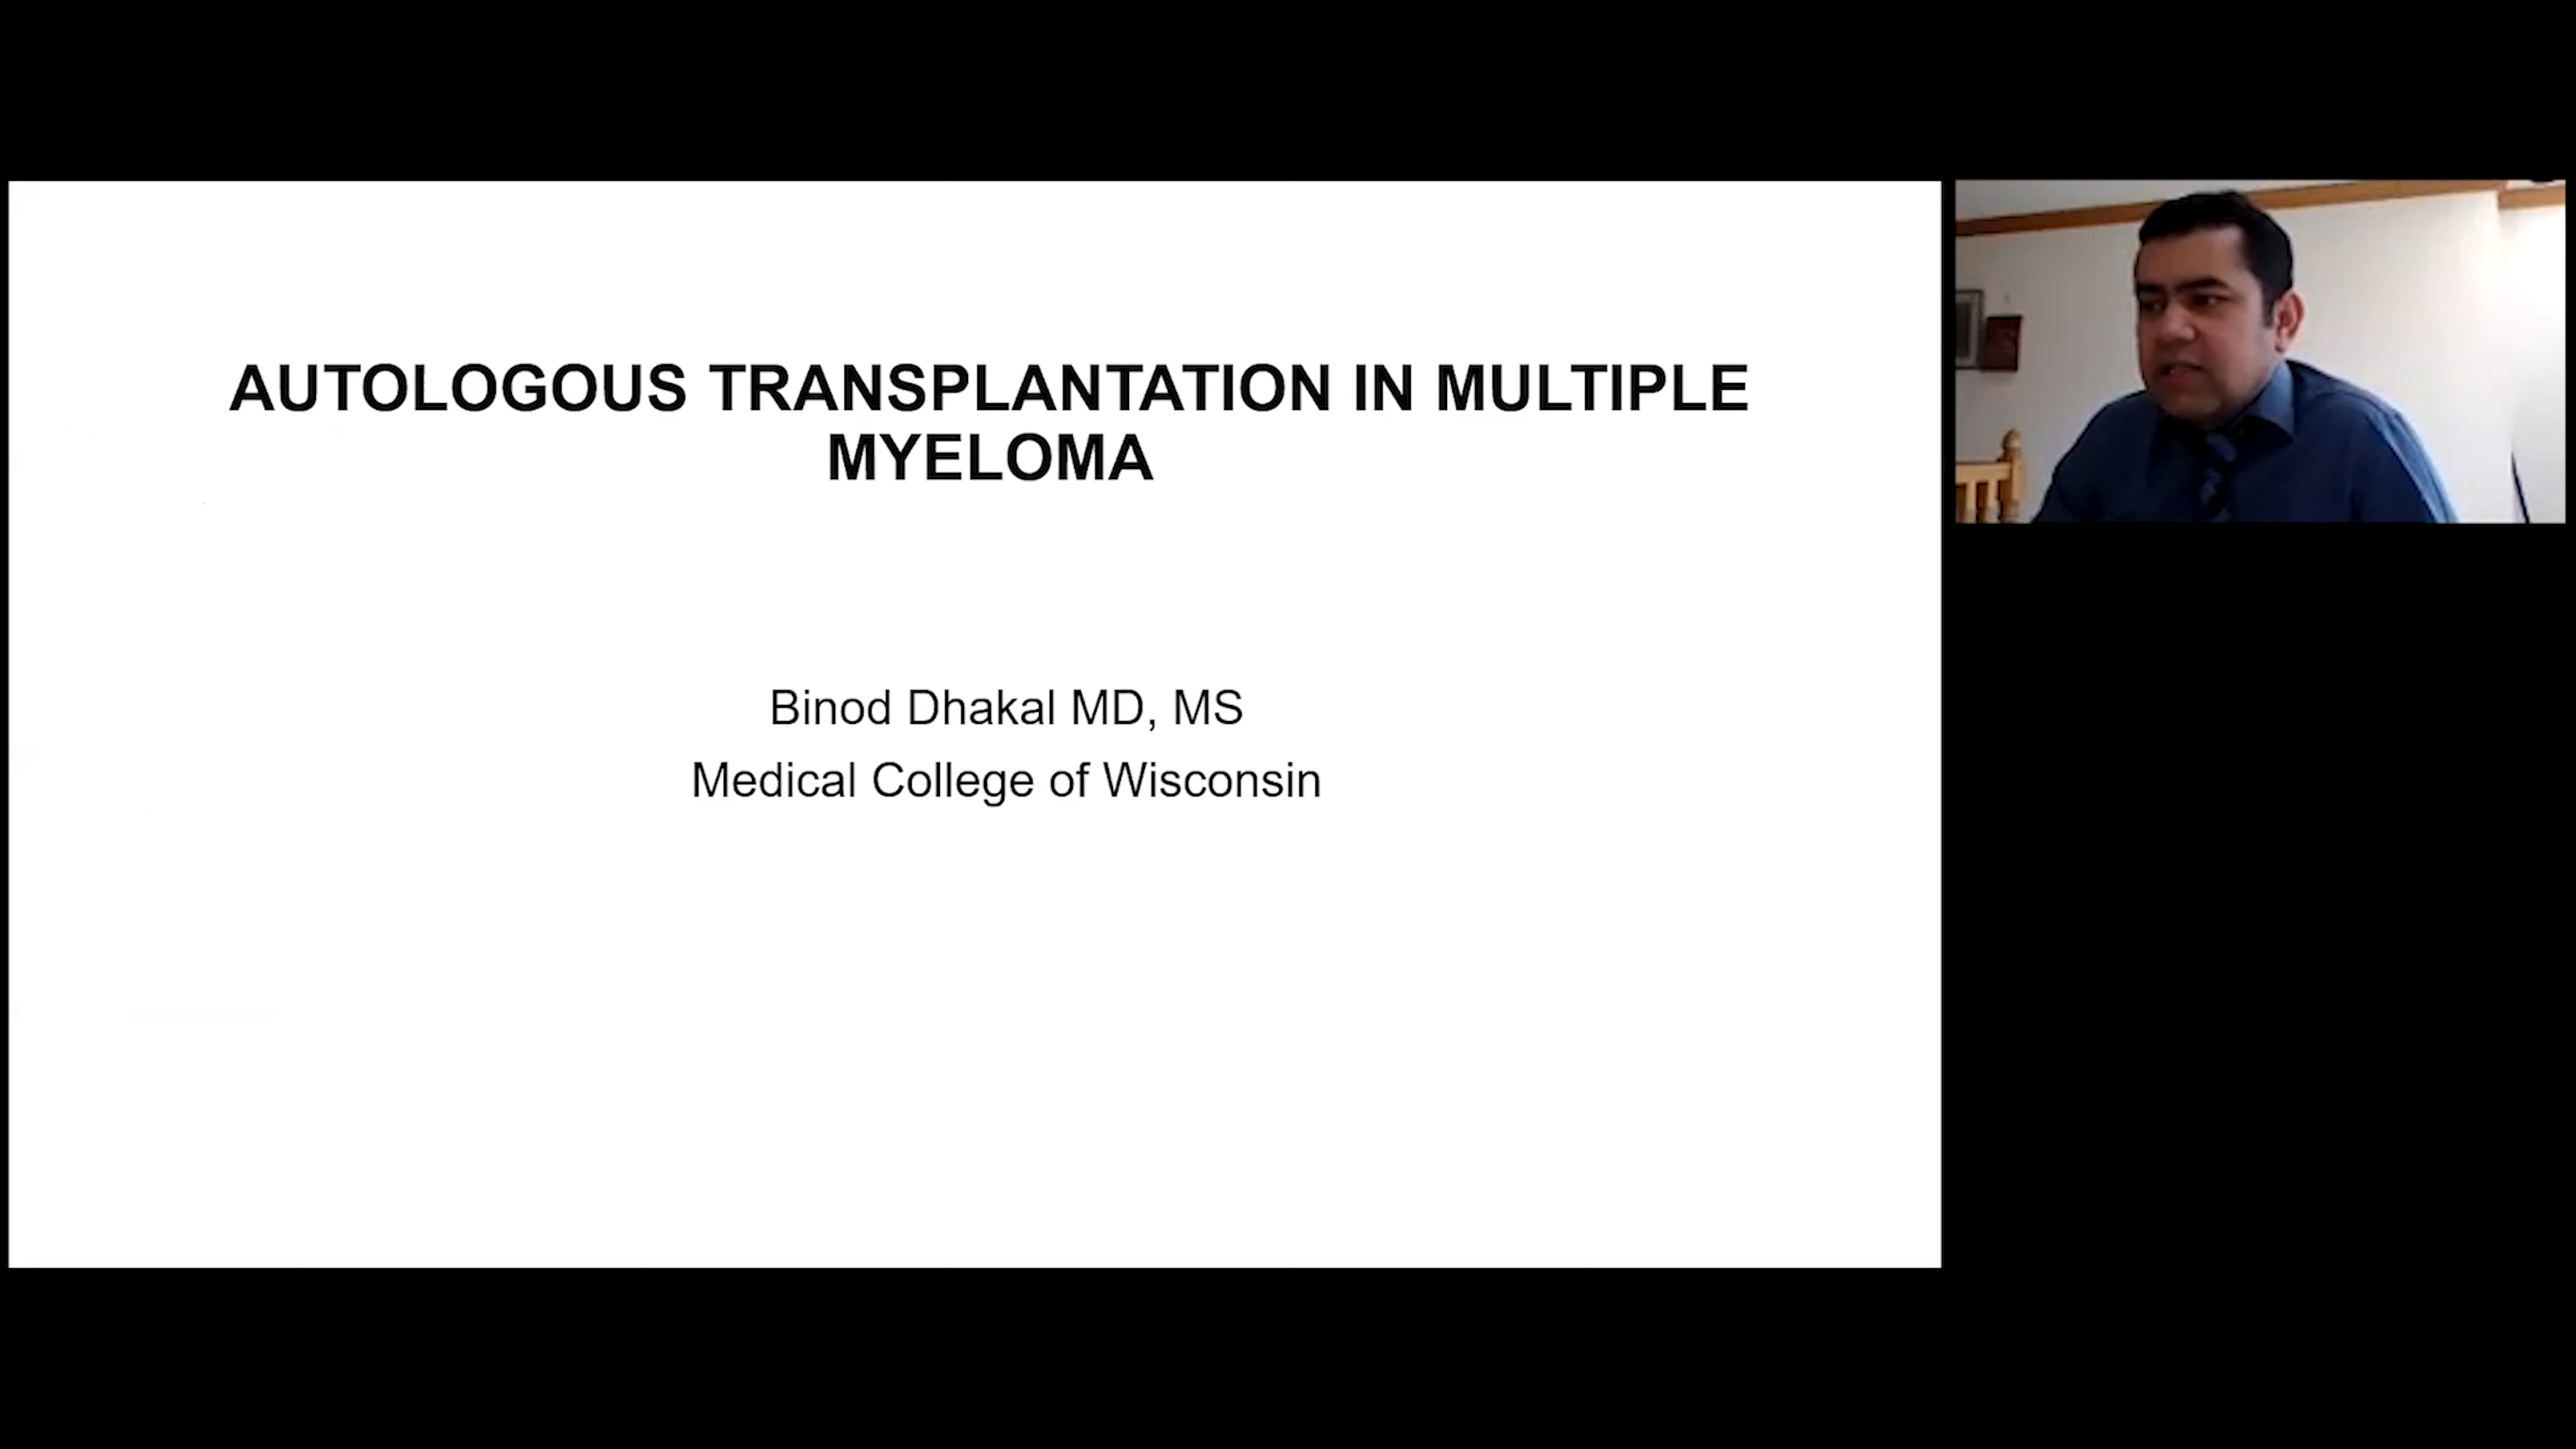 AUTOLOGOUS TRANSPLANTATION IN MULTIPLE
MYELOMA
Binod Dhakal MD, MS
Medical College of Wisconsin